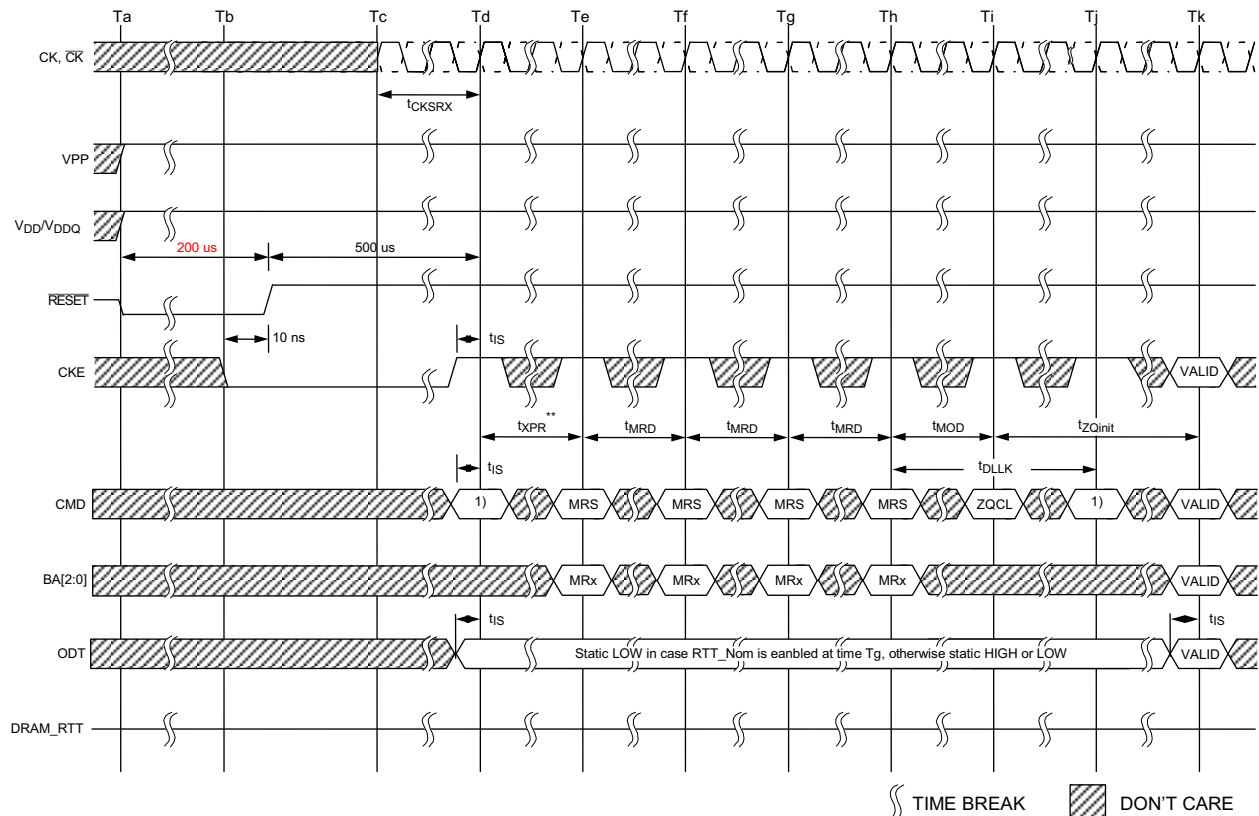 Ta Tb Tc Td Te Tf Tg Th Ti Tj Tk
CK, CK
tCKSRX
VPP
VDD/VDDQ
200 us 500 us
RESET
10 ns tIS
CKE VALID
tXPR** tMRD tMRD tMRD tMOD tZQinit
tIS tDLLK
CMD 1) MRS MRS MRS MRS ZQCL 1) VALID
BA[2:0] MRx MRx MRx MRx VALID
tIS tIS
ODT Static LOW in case RTT_Nom is eanbled at time Tg, otherwise static HIGH or LOW VALID
DRAM_RTT
TIME BREAK DON'T CARE